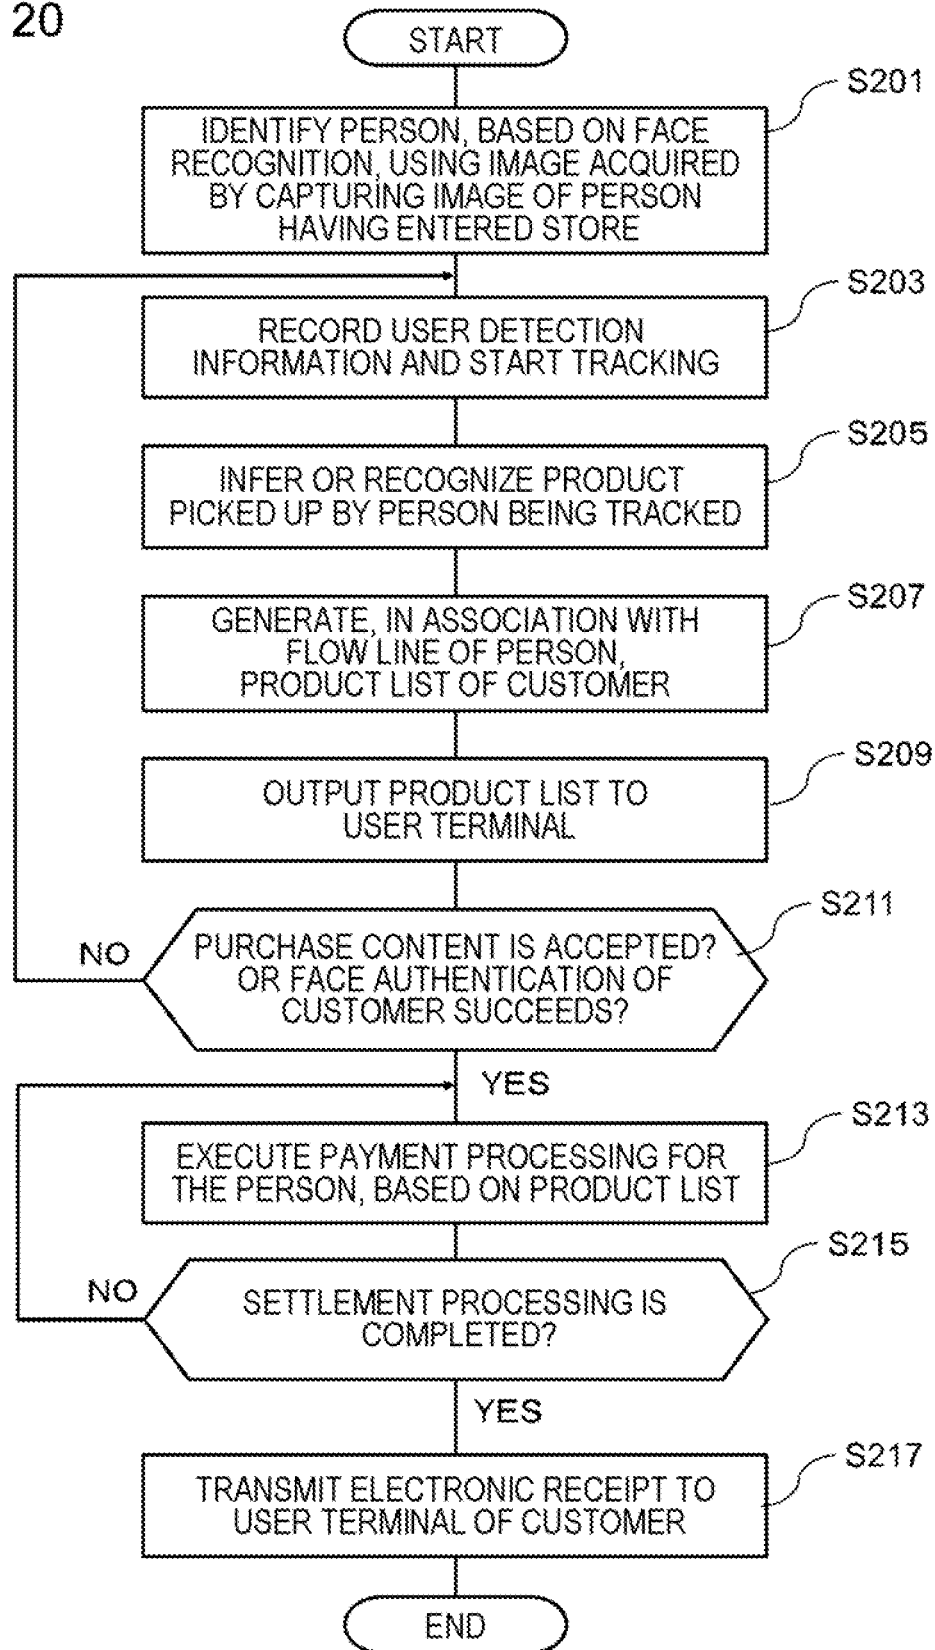 20
START
S201
IDENTIFY PERSON, BASED ON FACE
RECOGNITION, USING IMAGE ACQUIRED
BY CAPTURING IMAGE OF PERSON
HAVING ENTERED STORE
S203
RECORD USER DETECTION
INFORMATION AND START TRACKING
S205
INFER OR RECOGNIZE PRODUCT
PICKED UP BY PERSON BEING TRACKED
S207
GENERATE, IN ASSOCIATION WITH
FLOW LINE OF PERSON,
PRODUCT LIST OF CUSTOMER
S209
OUTPUT PRODUCT LIST TO
USER TERMINAL
S211
NO
PURCHASE CONTENT IS ACCEPTED?
OR FACE AUTHENTICATION OF
CUSTOMER SUCCEEDS?
YES
S213
EXECUTE PAYMENT PROCESSING FOR
THE PERSON, BASED ON PRODUCT LIST
S215
NO
SETTLEMENT PROCESSING IS
COMPLETED?
YES
S217
TRANSMIT ELECTRONIC RECEIPT TO
USER TERMINAL OF CUSTOMER
END